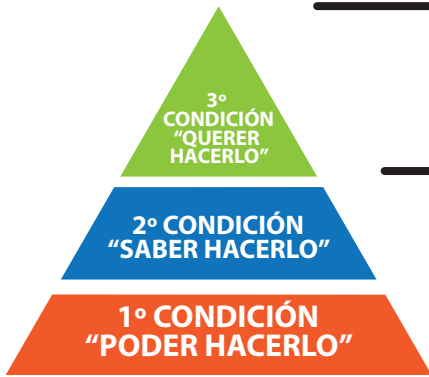 3º
CONDICIÓN
“QUERER
HACERLO”
2º CONDICIÓN
“SABER HACERLO”
1º CONDICIÓN
“PODER HACERLO”